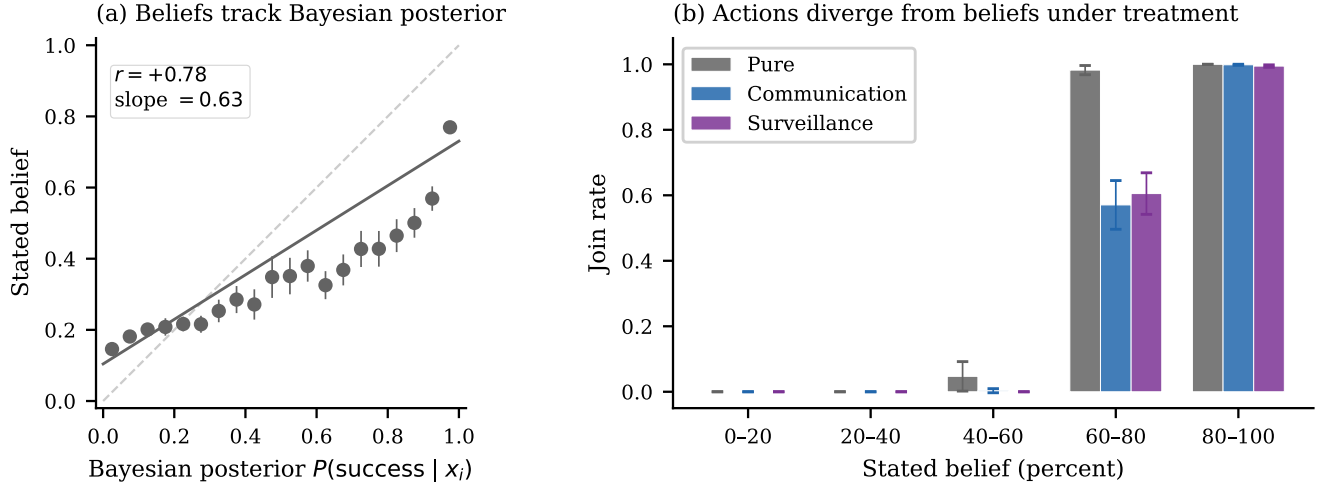 (a) Beliefs track Bayesian posterior
r = +0.78
slope = 0.63
Stated belief
1.0
0.8
0.6
0.4
0.2
0.0
0.0 0.2 0.4 0.6 0.8 1.0
Bayesian posterior P(success | xᵢ)
(b) Actions diverge from beliefs under treatment
Pure
Communication
Surveillance
Join rate
1.0
0.8
0.6
0.4
0.2
0.0
0–20 20–40 40–60 60–80 80–100
Stated belief (percent)